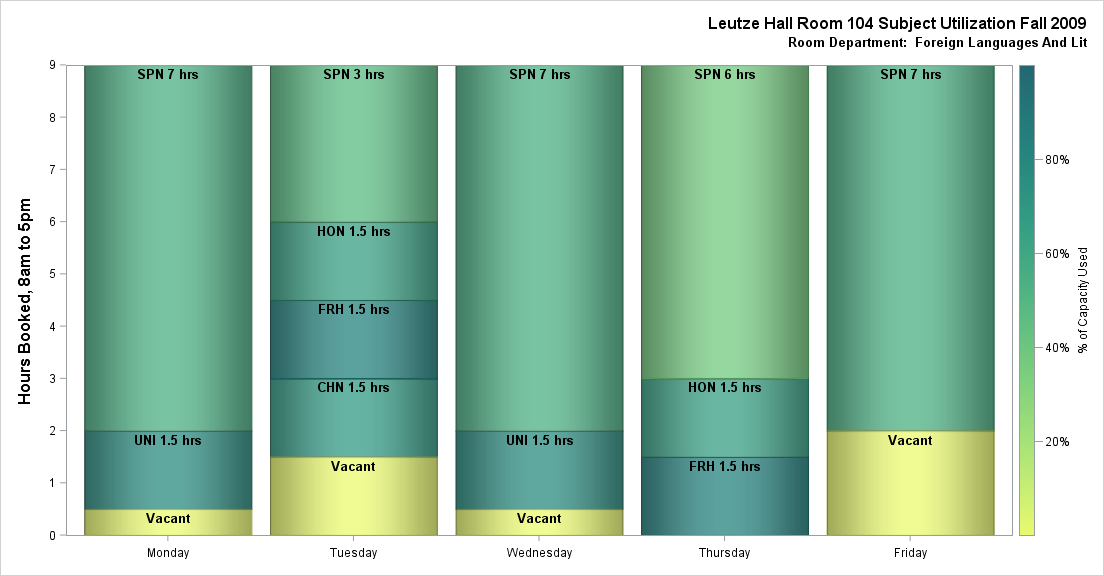 Leutze Hall Room 104 Subject Utilization Fall 2009
Room Department:  Foreign Languages And Lit
Hours Booked, 8am to 5pm
9
8
7
6
5
4
3
2
1
0
SPN 7 hrs
UNI 1.5 hrs
Vacant
SPN 3 hrs
HON 1.5 hrs
FRH 1.5 hrs
CHN 1.5 hrs
Vacant
SPN 7 hrs
UNI 1.5 hrs
Vacant
SPN 6 hrs
HON 1.5 hrs
FRH 1.5 hrs
SPN 7 hrs
Vacant
Monday
Tuesday
Wednesday
Thursday
Friday
80%
60%
40%
20%
% of Capacity Used